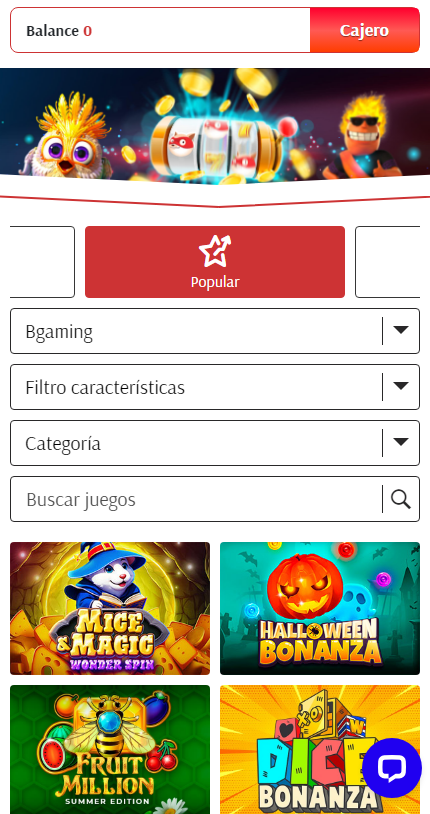 Balance 0
Cajero
Popular
Bgaming
Filtro características
Categoría
Buscar juegos
MICE
& MAGIC
WONDER SPIN
HALLOWEEN
BONANZA
FRUIT
MILLION
SUMMER EDITION
DICE
BONANZA